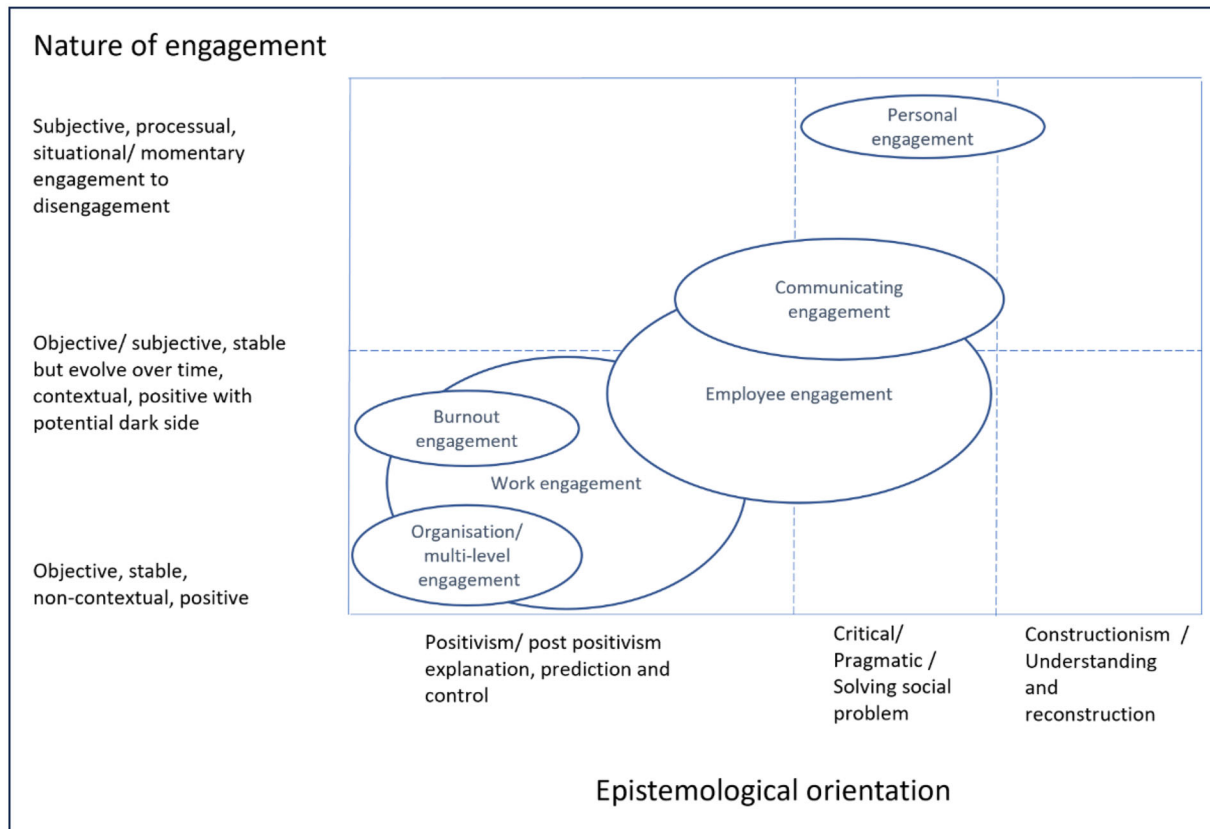 Nature of engagement
Subjective, processual,
situational/ momentary
engagement to
disengagement
Personal
engagement
Communicating
engagement
Objective/ subjective, stable
but evolve over time,
contextual, positive with
potential dark side
Employee engagement
Burnout
engagement
Work engagement
Organisation/
multi-level
engagement
Objective, stable,
non-contextual, positive
Positivism/ post positivism
explanation, prediction and
control
Critical/
Pragmatic /
Solving social
problem
Constructionism /
Understanding
and
reconstruction
Epistemological orientation